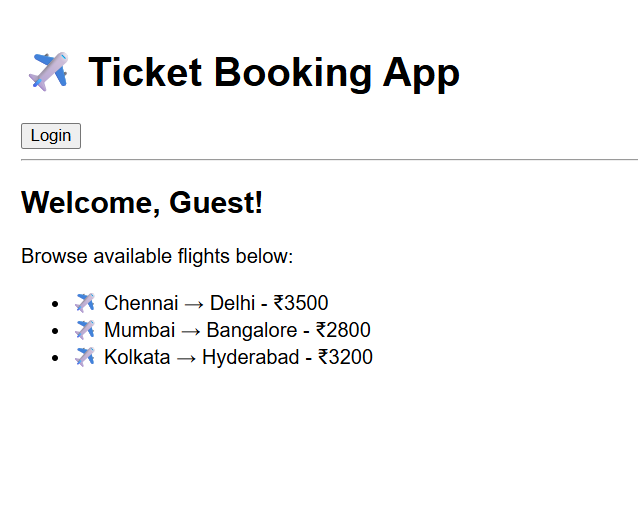 ✈️ Ticket Booking App
Login
Welcome, Guest!
Browse available flights below:
• ✈️ Chennai → Delhi - ₹3500
• ✈️ Mumbai → Bangalore - ₹2800
• ✈️ Kolkata → Hyderabad - ₹3200